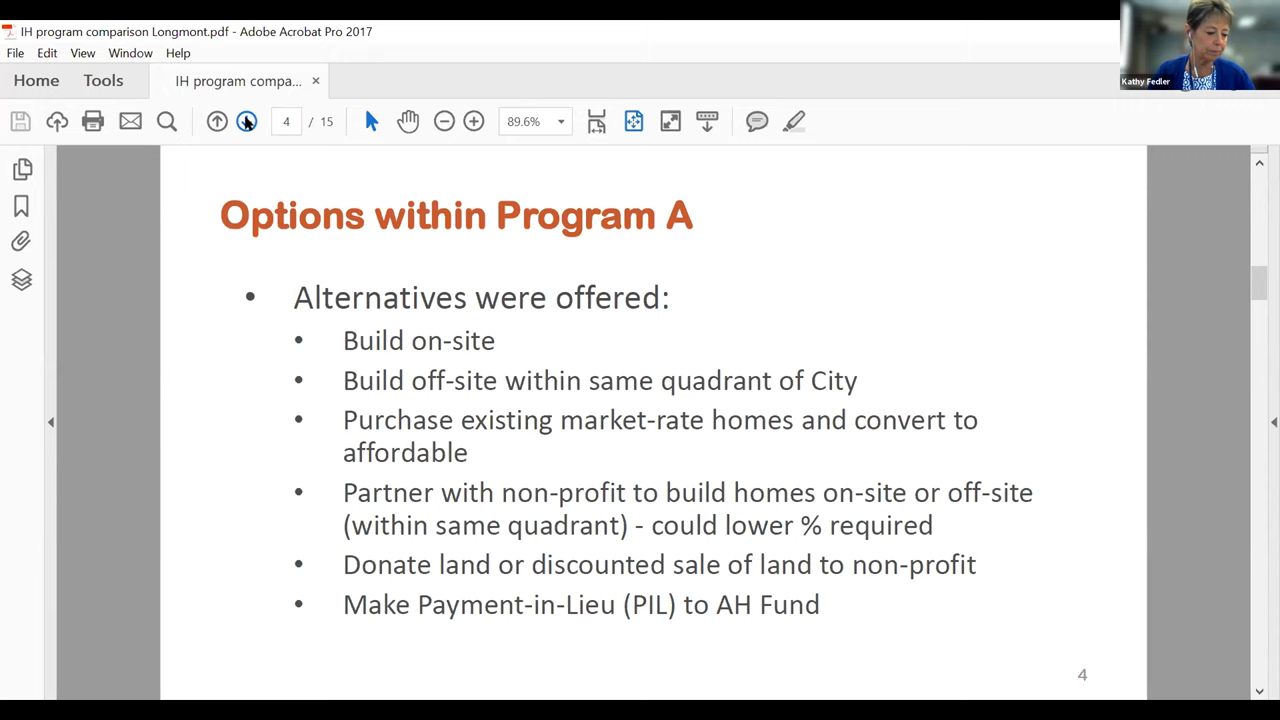 IH program comparison Longmont.pdf - Adobe Acrobat Pro 2017
File Edit View Window Help
Home Tools IH program compa... ×
4 / 15 89.6%
Kathy Fedler
Options within Program A
• Alternatives were offered:
• Build on-site
• Build off-site within same quadrant of City
• Purchase existing market-rate homes and convert to
affordable
• Partner with non-profit to build homes on-site or off-site
(within same quadrant) - could lower % required
• Donate land or discounted sale of land to non-profit
• Make Payment-in-Lieu (PIL) to AH Fund
4